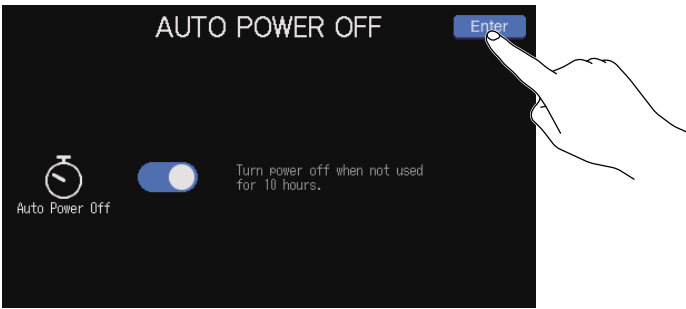 AUTO POWER OFF
Enter
Turn power off when not used
for 10 hours.
Auto Power Off